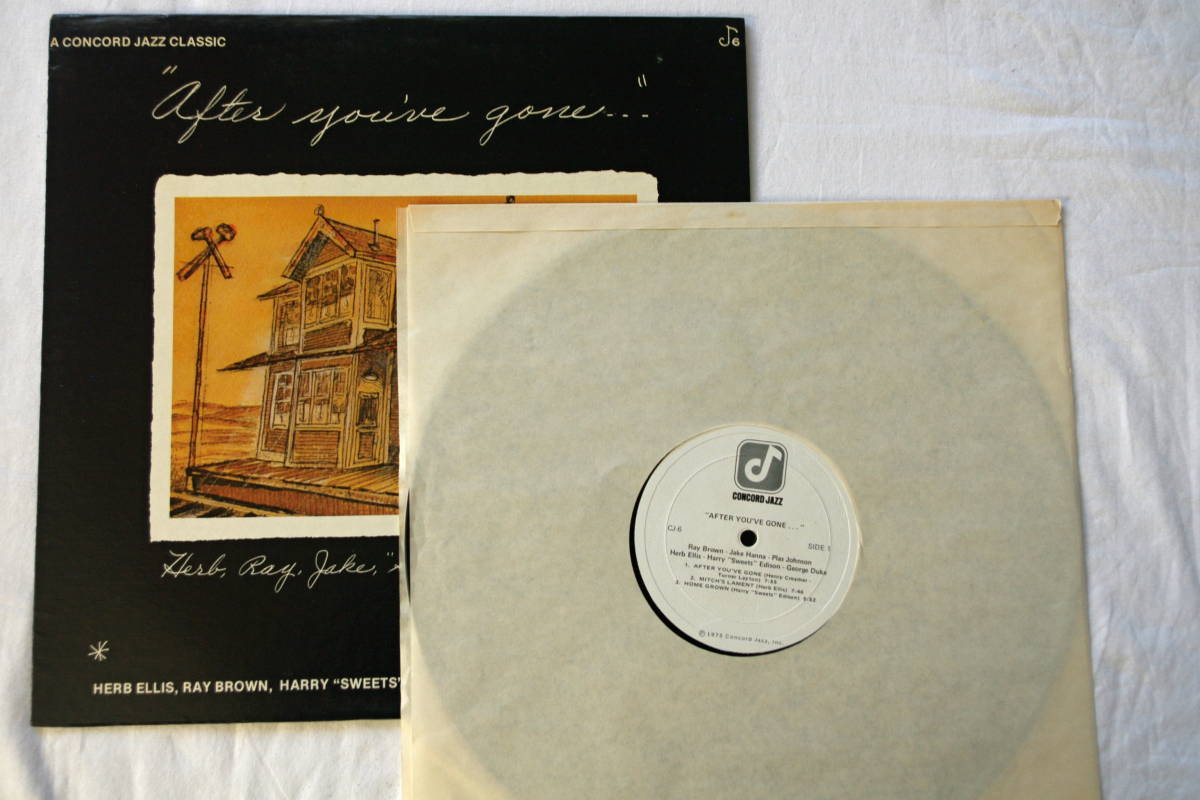 A CONCORD JAZZ CLASSIC
J6
"After you've gone..."
Herb, Ray, Jake, "
HERB ELLIS, RAY BROWN, HARRY "SWEETS"
CONCORD JAZZ
"AFTER YOU'VE GONE . . ."
CJ-6
SIDE 1
Ray Brown · Jake Hanna · Plas Johnson
Herb Ellis · Harry "Sweets" Edison · George Duke
1. AFTER YOU'VE GONE (Henry Creamer -
Turner Layton) 7:55
2. MITCH'S LAMENT (Herb Ellis) 7:46
3. HOME GROWN (Harry "Sweets" Edison) 5:52
©1975 Concord Jazz, Inc.